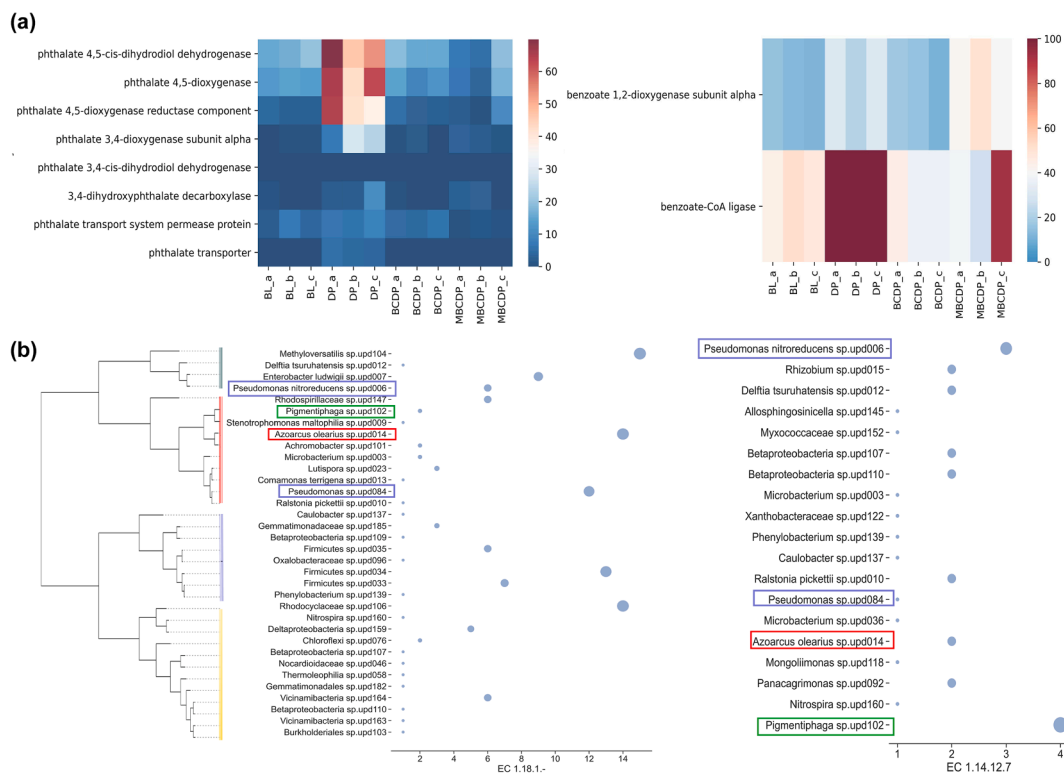 (a)
phthalate 4,5-cis-dihydrodiol dehydrogenase
phthalate 4,5-dioxygenase
phthalate 4,5-dioxygenase reductase component
phthalate 3,4-dioxygenase subunit alpha
phthalate 3,4-cis-dihydrodiol dehydrogenase
3,4-dihydroxyphthalate decarboxylase
phthalate transport system permease protein
phthalate transporter
BL_a
BL_b
BL_c
DP_a
DP_b
DP_c
BCDP_a
BCDP_b
BCDP_c
MBCDP_a
MBCDP_b
MBCDP_c
60
50
40
30
20
10
0
benzoate 1,2-dioxygenase subunit alpha
benzoate-CoA ligase
BL_a
BL_b
BL_c
DP_a
DP_b
DP_c
BCDP_a
BCDP_b
BCDP_c
MBCDP_a
MBCDP_b
MBCDP_c
100
80
60
40
20
0
(b)
Methyloversatilis sp.upd104
Delftia tsuruhatensis sp.upd012
Enterobacter ludwigii sp.upd007
Pseudomonas nitroreducens sp.upd006
Rhodospirillaceae sp.upd147
Pigmentiphaga sp.upd102
Stenotrophomonas maltophilia sp.upd009
Azoarcus olearius sp.upd014
Achromobacter sp.upd101
Microbacterium sp.upd003
Lutispora sp.upd023
Comamonas terrigena sp.upd013
Pseudomonas sp.upd084
Ralstonia pickettii sp.upd010
Caulobacter sp.upd137
Gemmatimonadaceae sp.upd185
Betaproteobacteria sp.upd109
Firmicutes sp.upd035
Oxalobacteraceae sp.upd096
Firmicutes sp.upd034
Firmicutes sp.upd033
Phenylobacterium sp.upd139
Rhodocyclaceae sp.upd106
Nitrospira sp.upd160
Deltaproteobacteria sp.upd159
Chloroflexi sp.upd076
Betaproteobacteria sp.upd107
Nocardioidaceae sp.upd046
Thermoleophilia sp.upd058
Gemmatimonadales sp.upd182
Vicinamibacteria sp.upd164
Betaproteobacteria sp.upd110
Vicinamibacteria sp.upd163
Burkholderiales sp.upd103
2 4 6 8 10 12 14
EC 1.18.1.-
Pseudomonas nitroreducens sp.upd006
Rhizobium sp.upd015
Delftia tsuruhatensis sp.upd012
Allosphingosinicella sp.upd145
Myxococcaceae sp.upd152
Betaproteobacteria sp.upd107
Betaproteobacteria sp.upd110
Microbacterium sp.upd003
Xanthobacteraceae sp.upd122
Phenylobacterium sp.upd139
Caulobacter sp.upd137
Ralstonia pickettii sp.upd010
Pseudomonas sp.upd084
Microbacterium sp.upd036
Azoarcus olearius sp.upd014
Mongoliimonas sp.upd118
Panacagrimonas sp.upd092
Nitrospira sp.upd160
Pigmentiphaga sp.upd102
1 2 3 4
EC 1.14.12.7